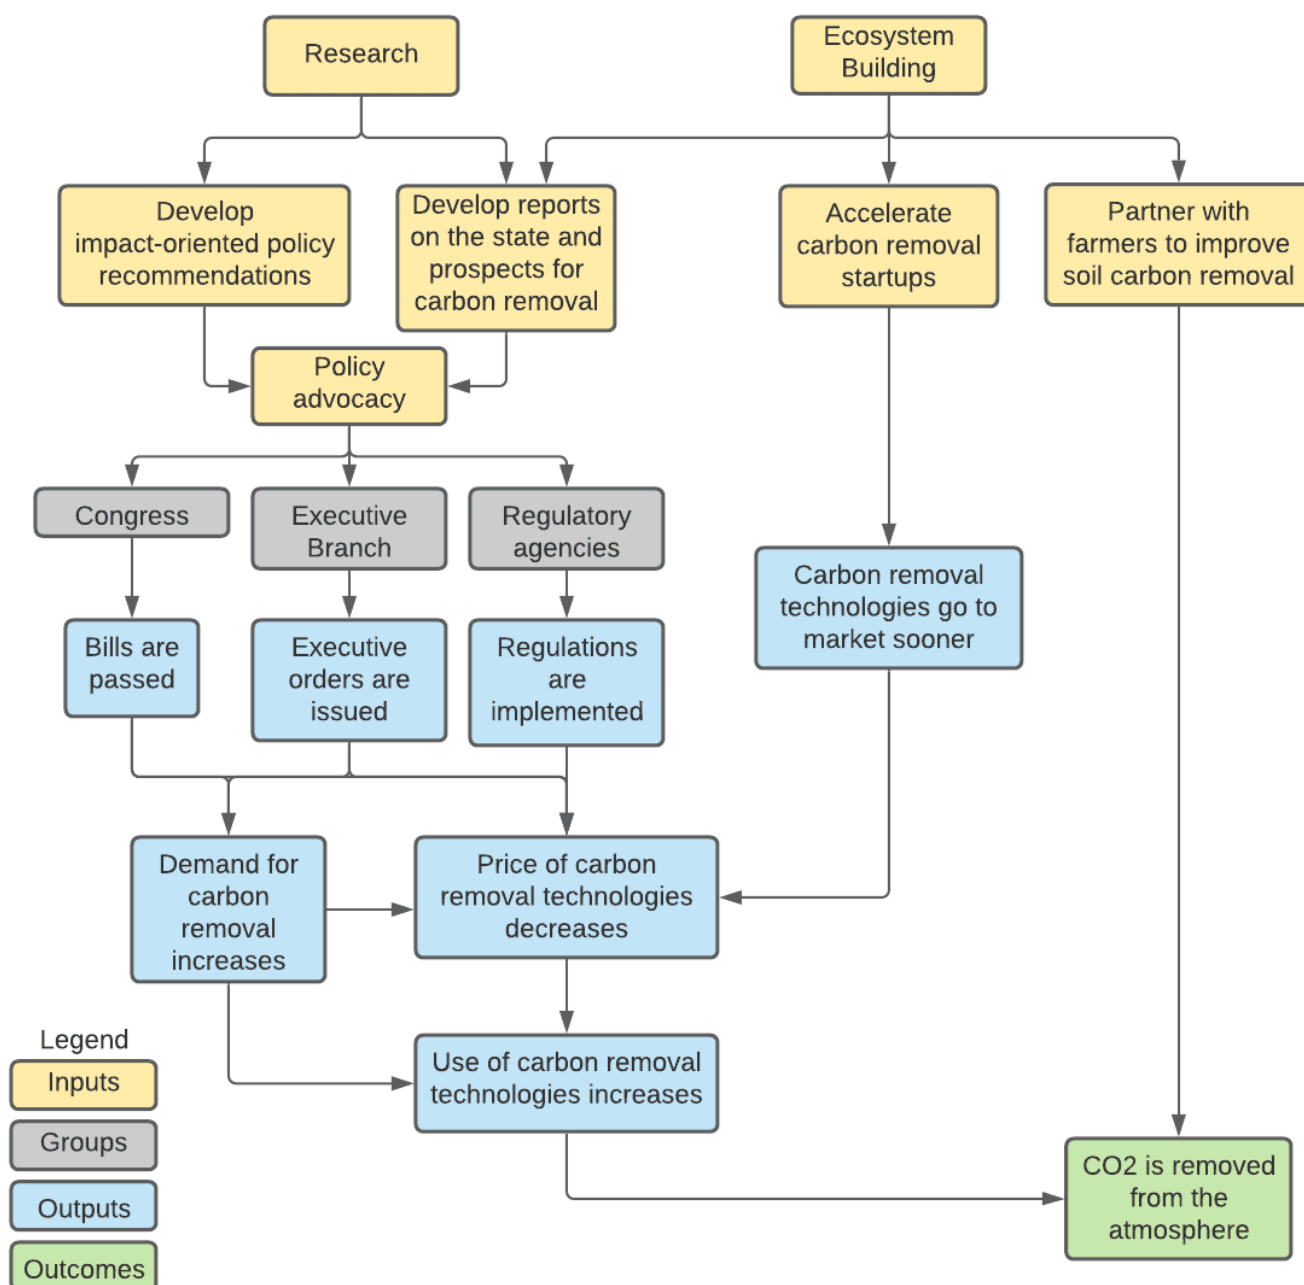 Research
Ecosystem
Building
Develop
impact-oriented policy
recommendations
Develop reports
on the state and
prospects for
carbon removal
Accelerate
carbon removal
startups
Partner with
farmers to improve
soil carbon removal
Policy
advocacy
Congress
Executive
Branch
Regulatory
agencies
Carbon removal
technologies go to
market sooner
Bills are
passed
Executive
orders are
issued
Regulations
are
implemented
Demand for
carbon
removal
increases
Price of carbon
removal technologies
decreases
Use of carbon removal
technologies increases
CO2 is removed
from the
atmosphere
Legend
Inputs
Groups
Outputs
Outcomes